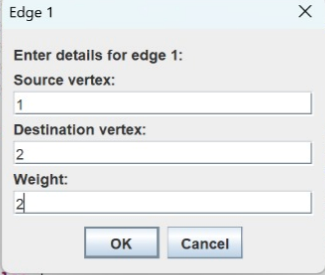 Edge 1
Enter details for edge 1:
Source vertex:
1
Destination vertex:
2
Weight:
2
OK Cancel